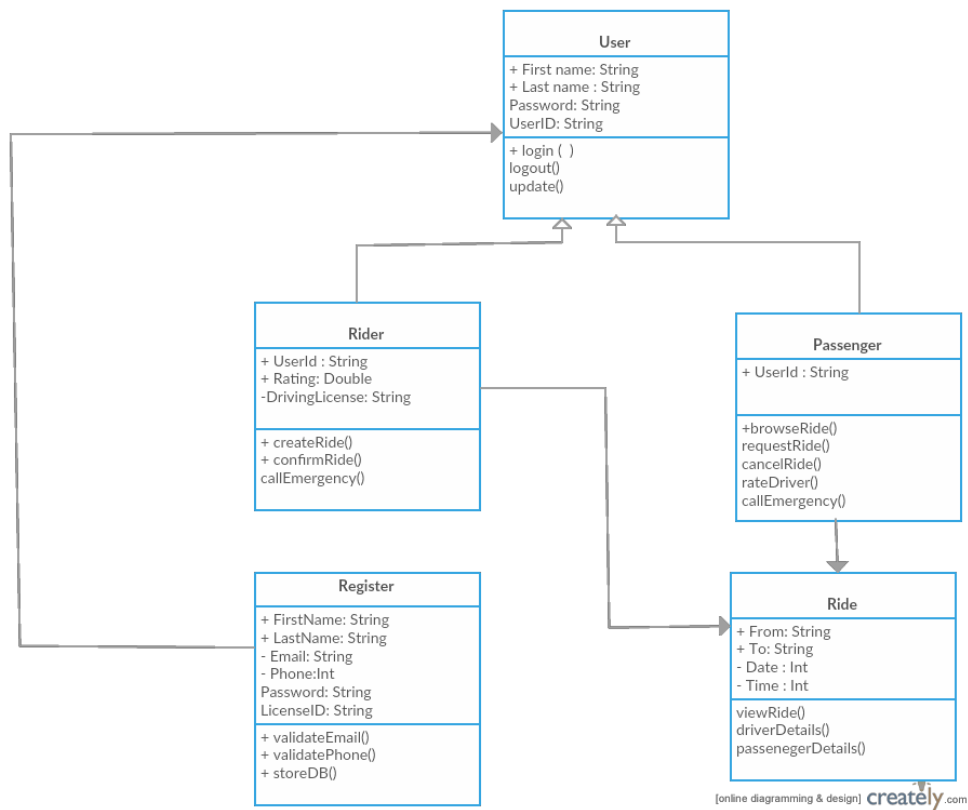 User
+ First name: String
+ Last name : String
Password: String
UserID: String
+ login (  )
logout()
update()
Rider
+ UserId : String
+ Rating: Double
-DrivingLicense: String
+ createRide()
+ confirmRide()
callEmergency()
Passenger
+ UserId : String
+browseRide()
requestRide()
cancelRide()
rateDriver()
callEmergency()
Register
+ FirstName: String
+ LastName: String
- Email: String
- Phone:Int
Password: String
LicenseID: String
+ validateEmail()
+ validatePhone()
+ storeDB()
Ride
+ From: String
+ To: String
- Date : Int
- Time : Int
viewRide()
driverDetails()
passenegerDetails()
[online diagramming & design] creately.com